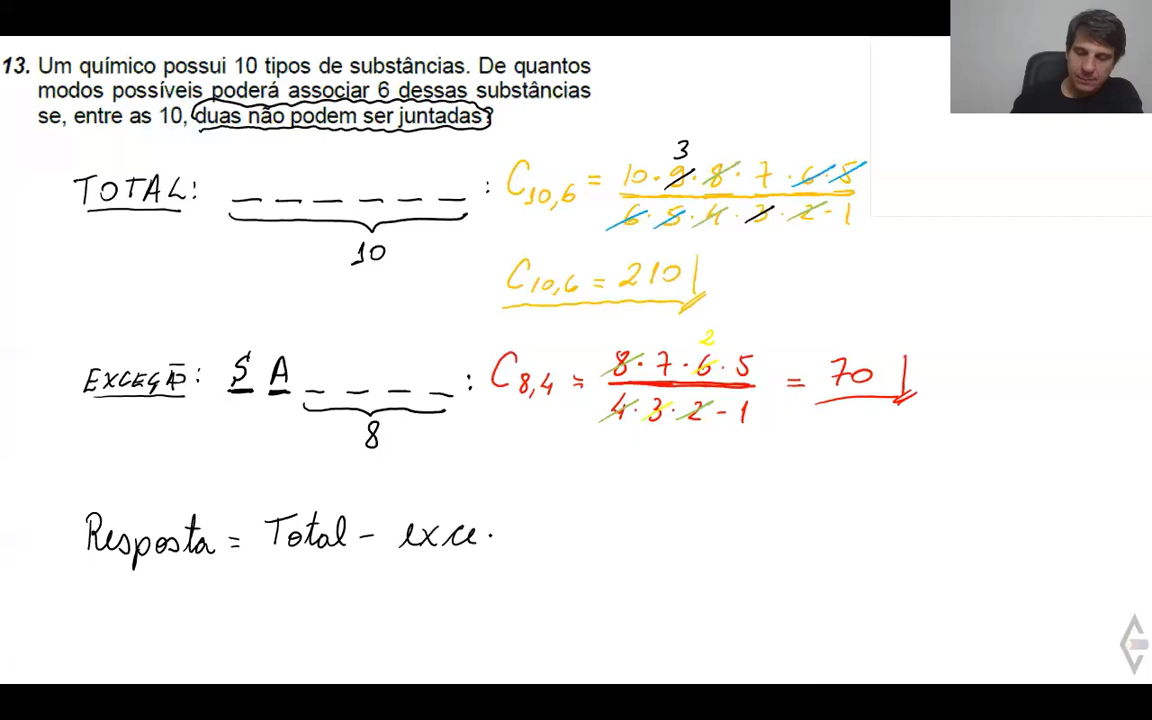 13. Um químico possui 10 tipos de substâncias. De quantos
modos possíveis poderá associar 6 dessas substâncias
se, entre as 10, duas não podem ser juntadas?
3
TOTAL: _ _ _ _ _ _ : C10,6 = 10·9·8·7·6·5 / 6·5·4·3·2-1
10
C10,6 = 210
2
EXCEÇÃO: S A _ _ _ _ : C8,4 = 8·7·6·5 / 4·3·2-1 = 70
8
Resposta = Total - exce.